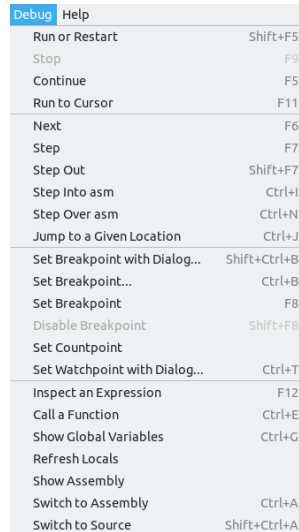 Debug Help
Run or Restart Shift+F5
Stop F9
Continue F5
Run to Cursor F11
Next F6
Step F7
Step Out Shift+F7
Step Into asm Ctrl+I
Step Over asm Ctrl+N
Jump to a Given Location Ctrl+J
Set Breakpoint with Dialog... Shift+Ctrl+B
Set Breakpoint... Ctrl+B
Set Breakpoint F8
Disable Breakpoint Shift+F8
Set Countpoint
Set Watchpoint with Dialog... Ctrl+T
Inspect an Expression F12
Call a Function Ctrl+E
Show Global Variables Ctrl+G
Refresh Locals
Show Assembly
Switch to Assembly Ctrl+A
Switch to Source Shift+Ctrl+A